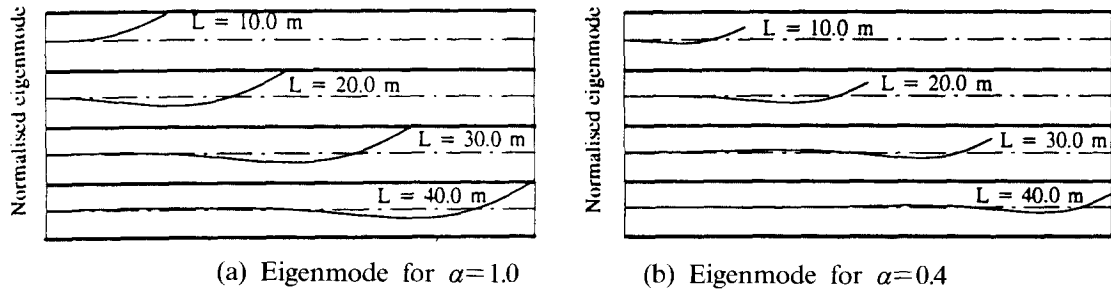 Normalised eigenmode
L = 10.0 m
L = 20.0 m
L = 30.0 m
L = 40.0 m
(a) Eigenmode for α=1.0
Normalised eigenmode
L = 10.0 m
L = 20.0 m
L = 30.0 m
L = 40.0 m
(b) Eigenmode for α=0.4